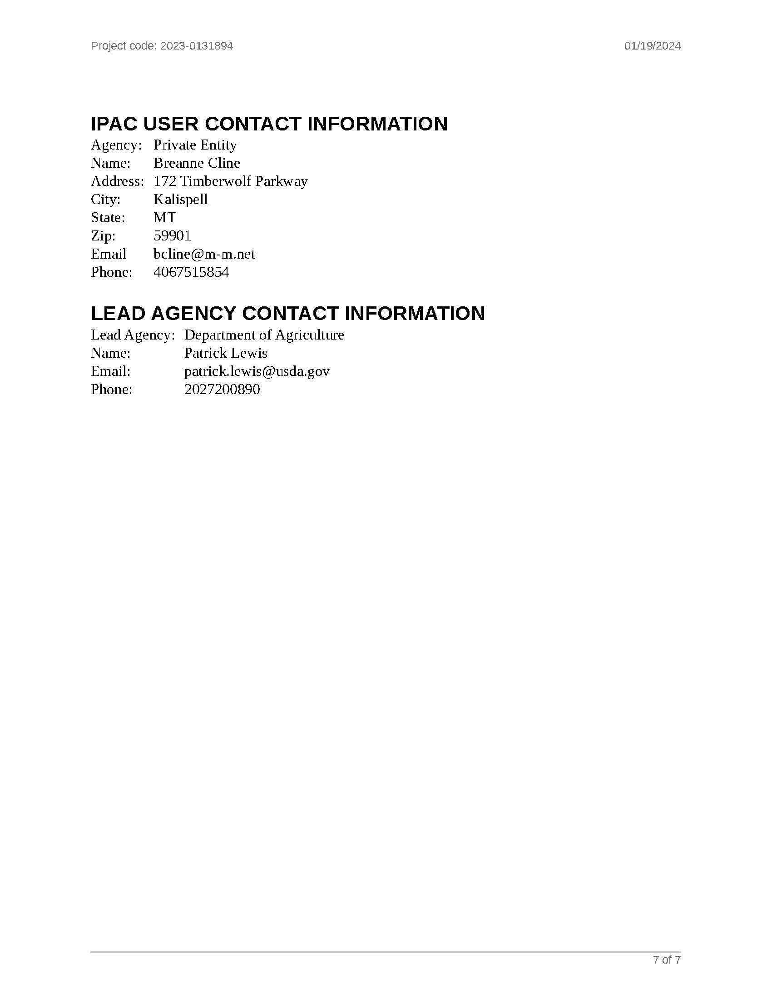 Project code: 2023-0131894 01/19/2024
IPAC USER CONTACT INFORMATION
Agency: Private Entity
Name: Breanne Cline
Address: 172 Timberwolf Parkway
City: Kalispell
State: MT
Zip: 59901
Email bcline@m-m.net
Phone: 4067515854
LEAD AGENCY CONTACT INFORMATION
Lead Agency: Department of Agriculture
Name: Patrick Lewis
Email: patrick.lewis@usda.gov
Phone: 2027200890
7 of 7